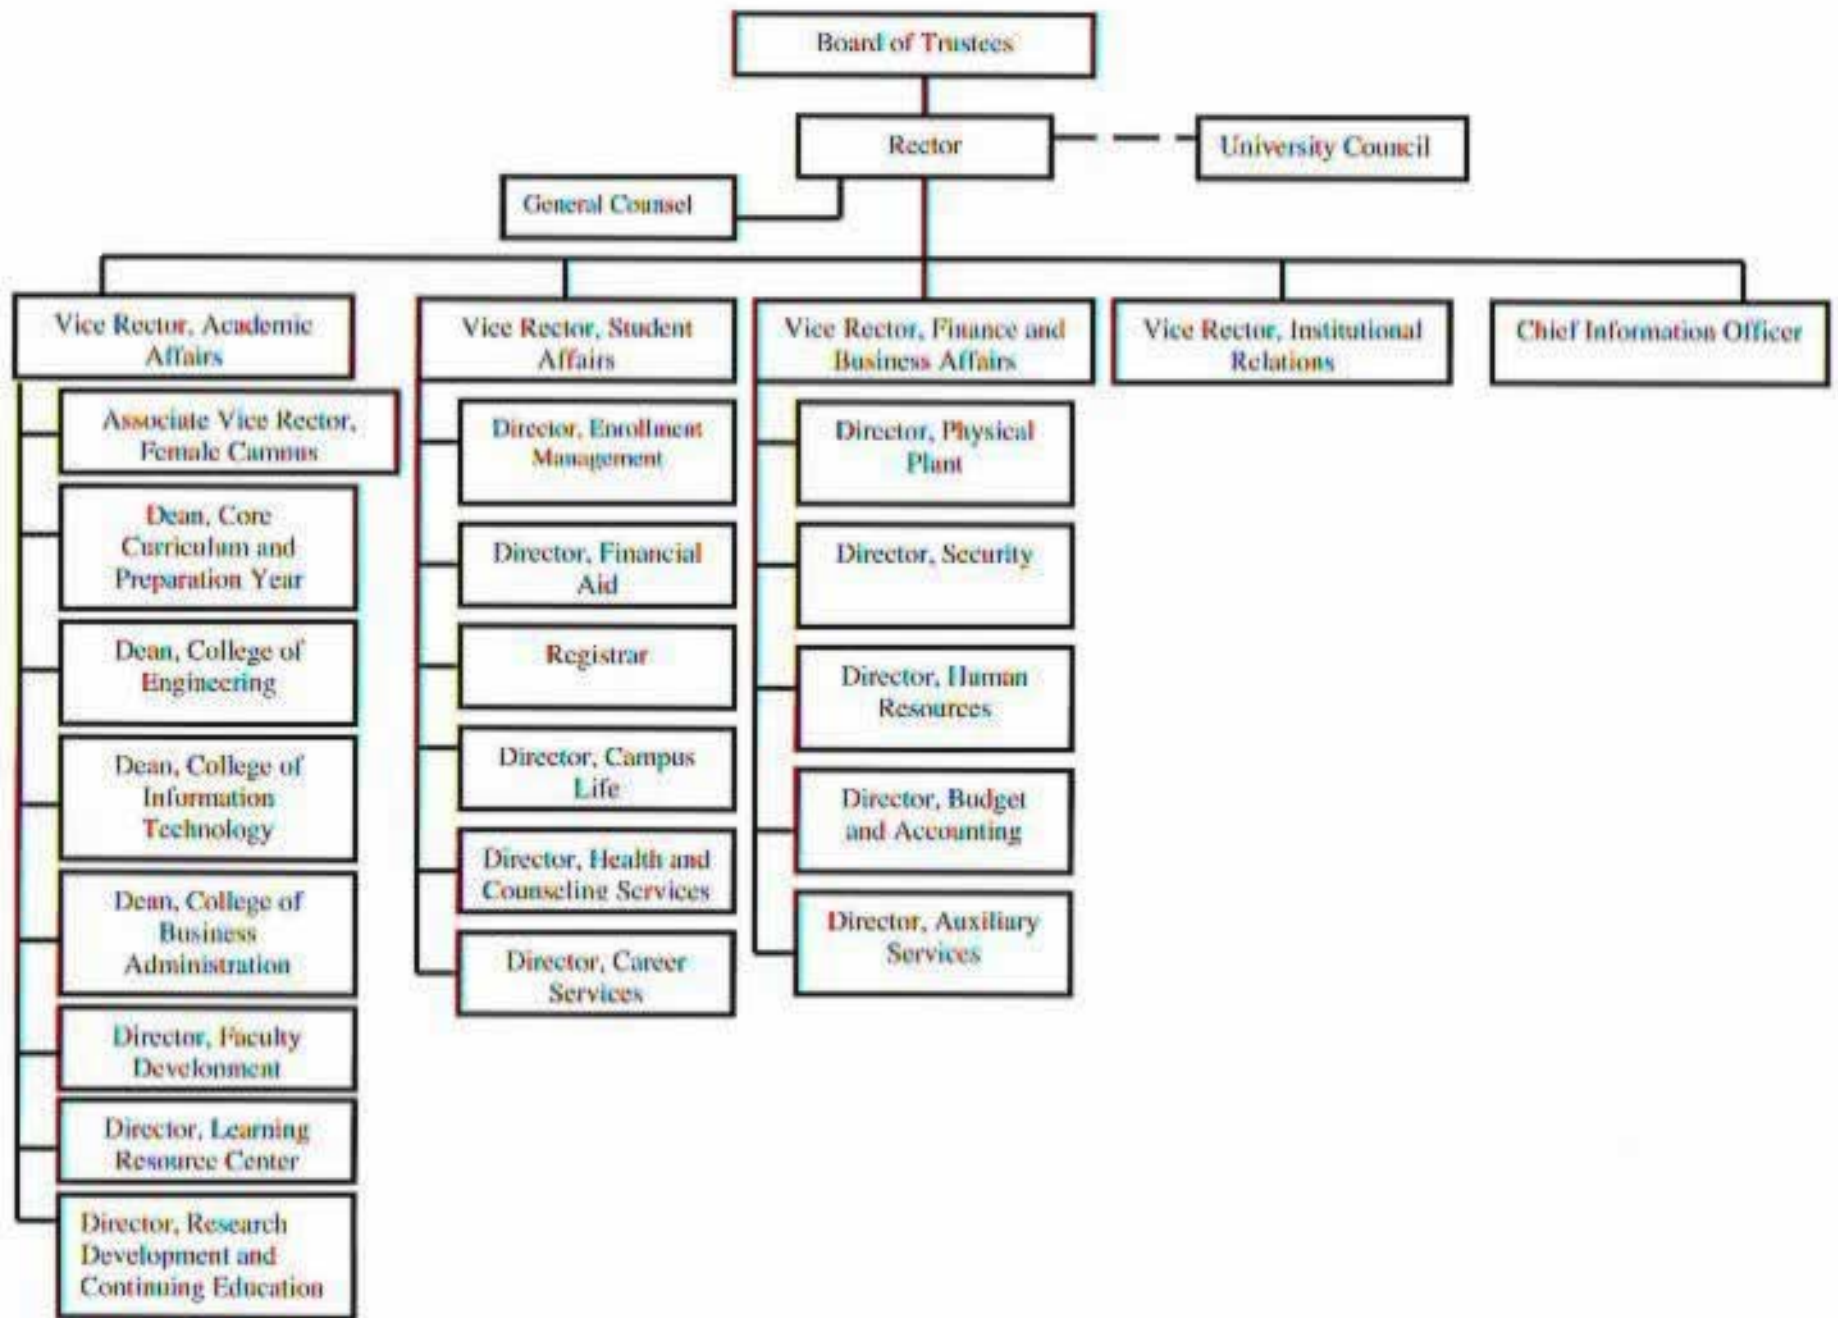 Board of Trustees
Rector
University Council
General Counsel
Vice Rector, Academic
Affairs
Vice Rector, Student
Affairs
Vice Rector, Finance and
Business Affairs
Vice Rector, Institutional
Relations
Chief Information Officer
Associate Vice Rector,
Female Campus
Dean, Core
Curriculum and
Preparation Year
Dean, College of
Engineering
Dean, College of
Information
Technology
Dean, College of
Business
Administration
Director, Faculty
Development
Director, Learning
Resource Center
Director, Research
Development and
Continuing Education
Director, Enrollment
Management
Director, Financial
Aid
Registrar
Director, Campus
Life
Director, Health and
Counseling Services
Director, Career
Services
Director, Physical
Plant
Director, Security
Director, Human
Resources
Director, Budget
and Accounting
Director, Auxiliary
Services